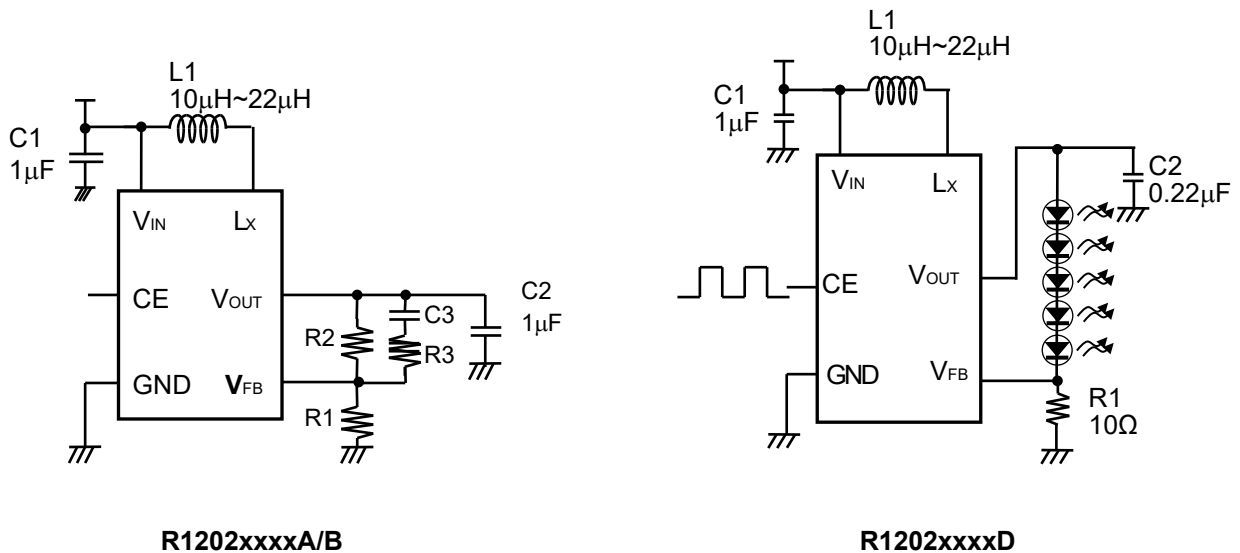 L1
10μH~22μH
C1
1μF
VIN
LX
CE
VOUT
GND
VFB
R2
C3
R3
R1
C2
1μF
R1202xxxxA/B
L1
10μH~22μH
C1
1μF
VIN
LX
CE
VOUT
GND
VFB
C2
0.22μF
R1
10Ω
R1202xxxxD